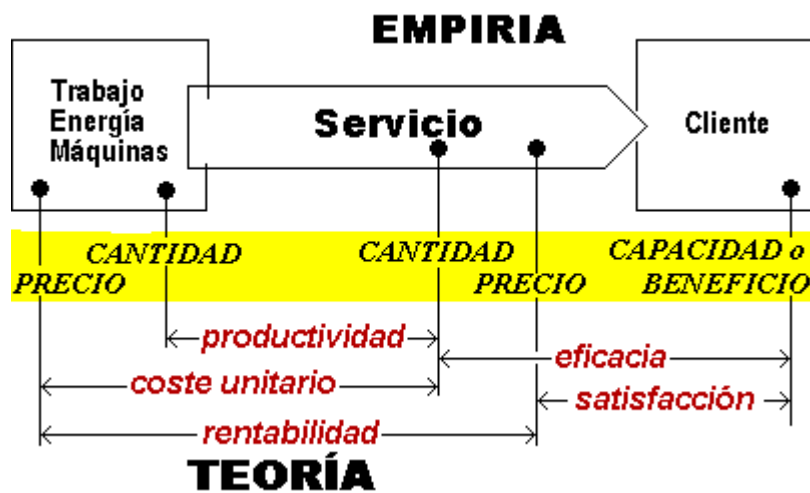 EMPIRIA
Trabajo
Energía
Máquinas
Servicio
Cliente
CANTIDAD
PRECIO
CANTIDAD
PRECIO
CAPACIDAD o
BENEFICIO
productividad
eficacia
coste unitario
satisfacción
rentabilidad
TEORÍA